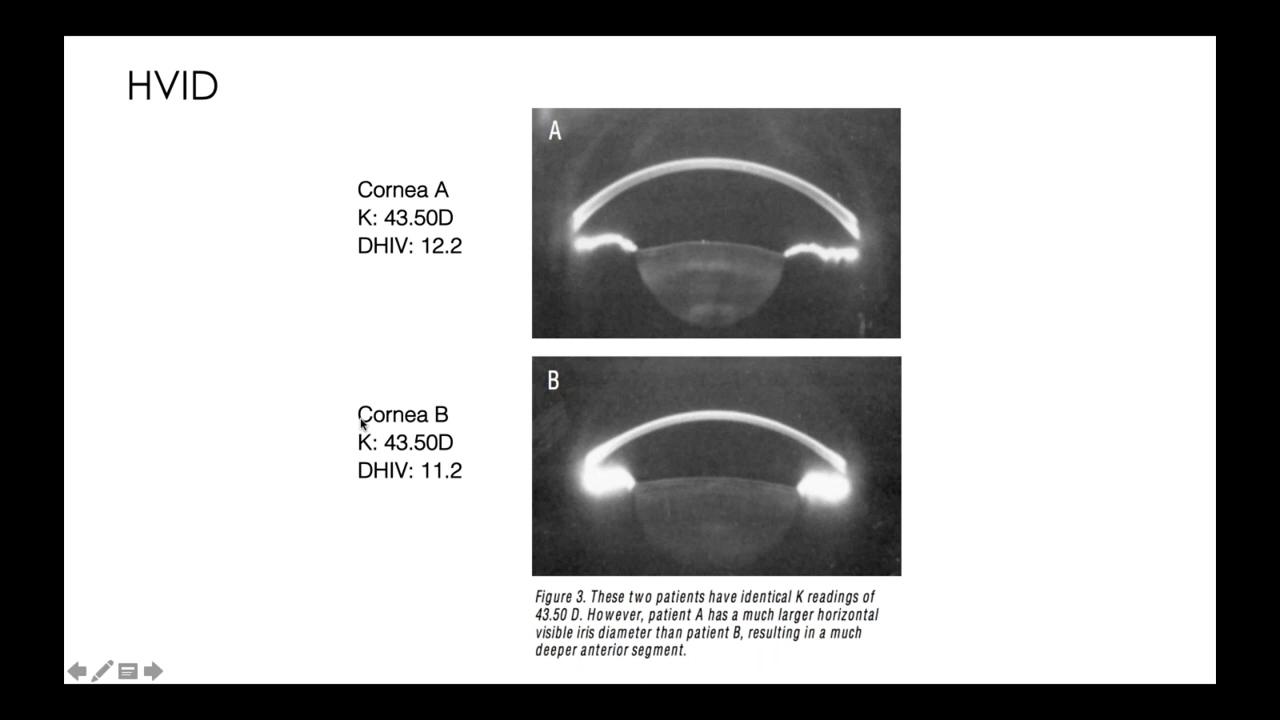 HVID
A
Cornea A
K: 43.50D
DHIV: 12.2
B
Cornea B
K: 43.50D
DHIV: 11.2
Figure 3. These two patients have identical K readings of
43.50 D. However, patient A has a much larger horizontal
visible iris diameter than patient B, resulting in a much
deeper anterior segment.